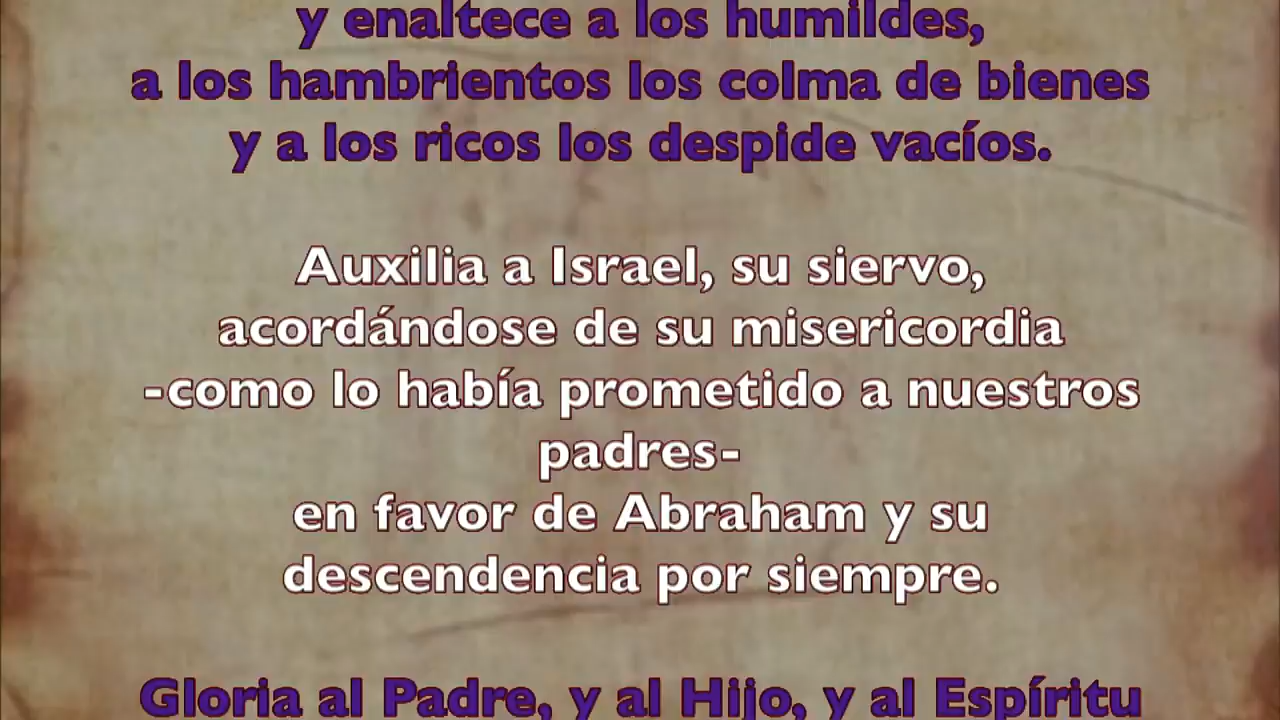 y enaltece a los humildes,
a los hambrientos los colma de bienes
y a los ricos los despide vacíos.
Auxilia a Israel, su siervo,
acordándose de su misericordia
-como lo había prometido a nuestros
padres-
en favor de Abraham y su
descendencia por siempre.
Gloria al Padre, y al Hijo, y al Espíritu